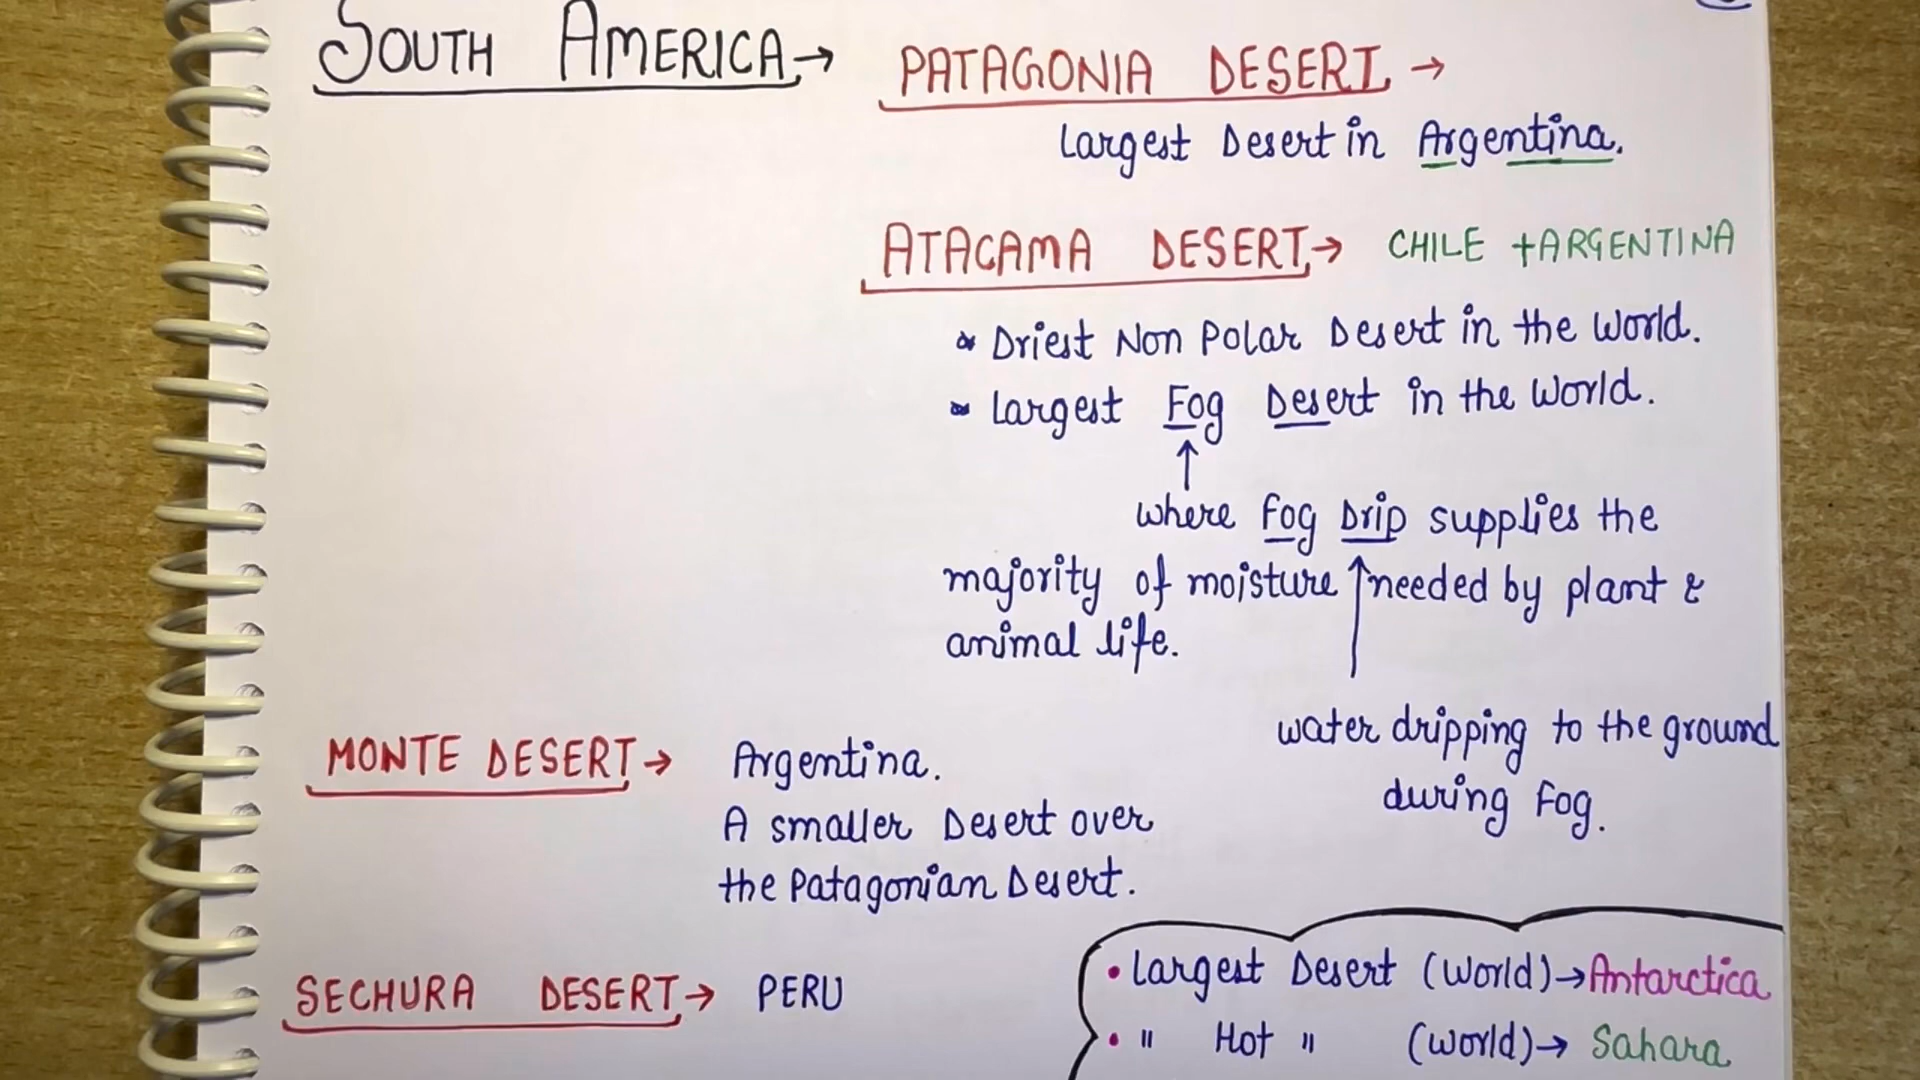 SOUTH AMERICA→ PATAGONIA DESERT →
Largest Desert in Argentina.
ATACAMA DESERT→ CHILE +ARGENTINA
* Driest Non Polar Desert in the World.
* Largest Fog Desert in the World.
↑
where Fog Drip supplies the
majority of moisture ↑needed by plant &
animal life.
water dripping to the ground
during Fog.
MONTE DESERT→ Argentina.
A smaller Desert over
the Patagonian Desert.
SECHURA DESERT→ PERU
• Largest Desert (World)→Antarctica
• " Hot " (World)→ Sahara